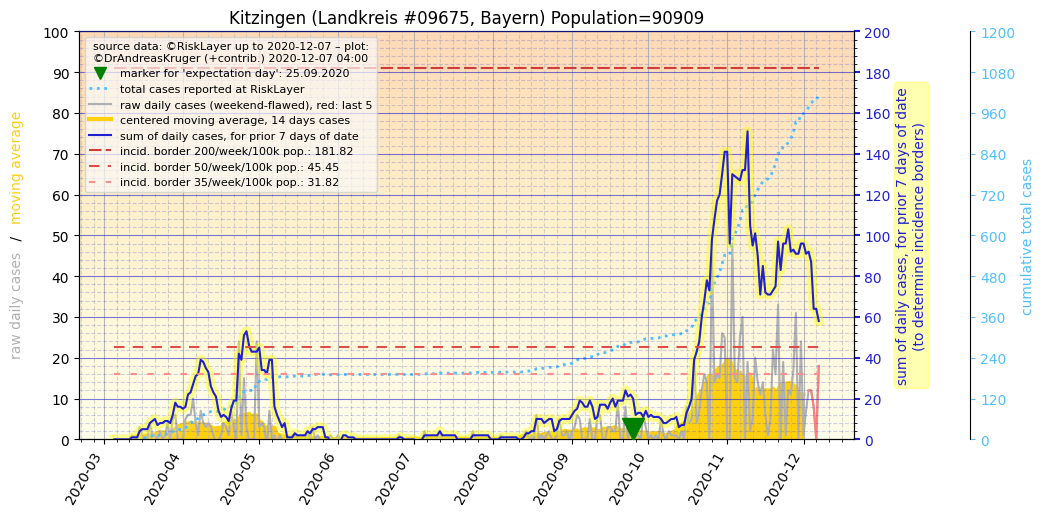 Kitzingen (Landkreis #09675, Bayern) Population=90909
source data: ©RiskLayer up to 2020-12-07 – plot:
©DrAndreasKruger (+contrib.) 2020-12-07 04:00
marker for 'expectation day': 25.09.2020
total cases reported at RiskLayer
raw daily cases (weekend-flawed), red: last 5
centered moving average, 14 days cases
sum of daily cases, for prior 7 days of date
incid. border 200/week/100k pop.: 181.82
incid. border 50/week/100k pop.: 45.45
incid. border 35/week/100k pop.: 31.82
raw daily cases / moving average
100
90
80
70
60
50
40
30
20
10
0
200
180
160
140
120
100
80
60
40
20
0
sum of daily cases, for prior 7 days of date
(to determine incidence borders)
1200
1080
960
840
720
600
480
360
240
120
0
cumulative total cases
2020-03
2020-04
2020-05
2020-06
2020-07
2020-08
2020-09
2020-10
2020-11
2020-12